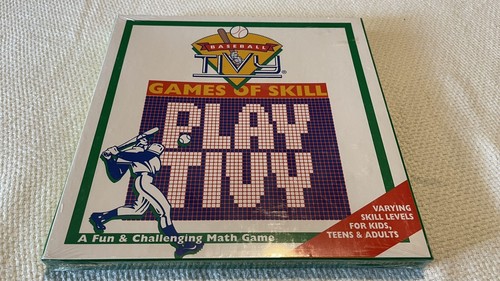 BASEBALL
TIVY®
GAMES OF SKILL
PLAY
TIVY
VARYING
SKILL LEVELS
FOR KIDS,
TEENS & ADULTS
A Fun & Challenging Math Game